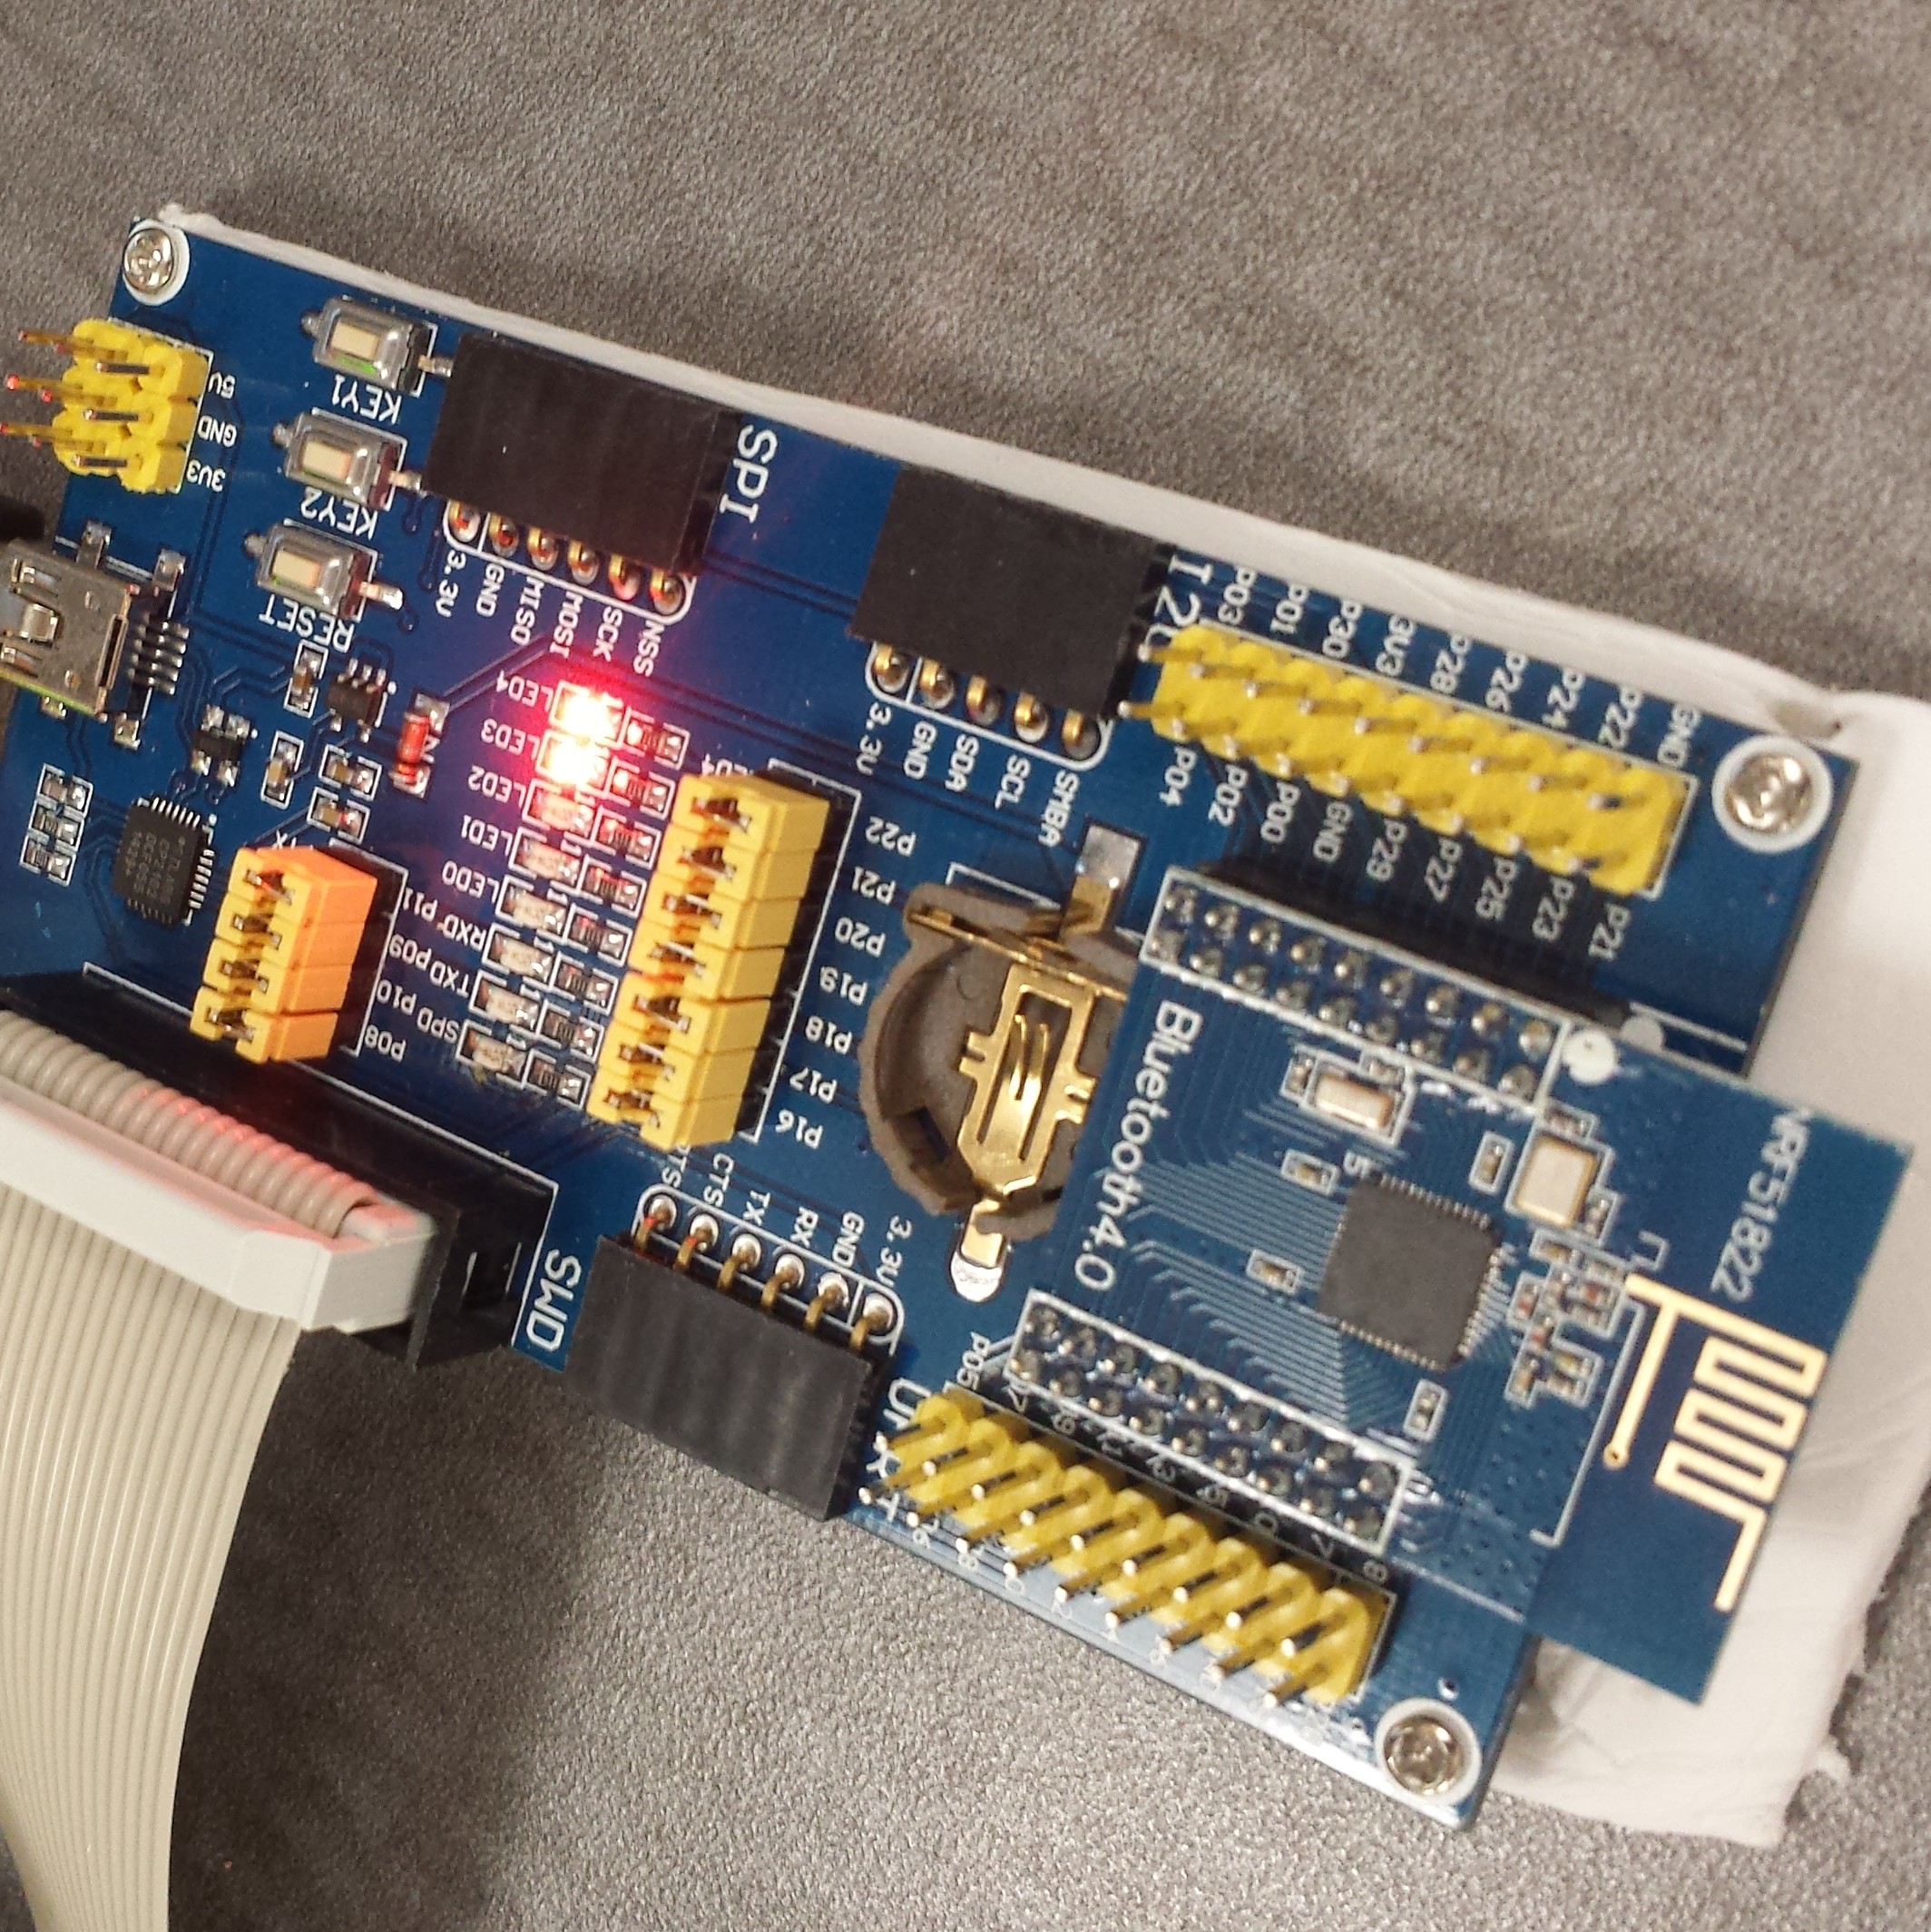 3V3
GND
5V
RESET
KEY2
KEY1
P08
P10
P09
P11
SPD
TXD
RXD
LED0
LED1
LED2
LED3
LED4
SWD
3.3V
GND
MISO
MOSI
SCK
NSS
SPI
CTS
TX
RX
GND
3.3V
P16
P17
P18
P19
P20
P21
P22
3.3V
GND
SDA
SCL
SMBA
P05
Bluetooth4.0
P04
P02
P00
GND
P29
P27
P25
P23
P21
P03
P01
P30
3V3
P28
P26
P24
P22
GND
NRF51822